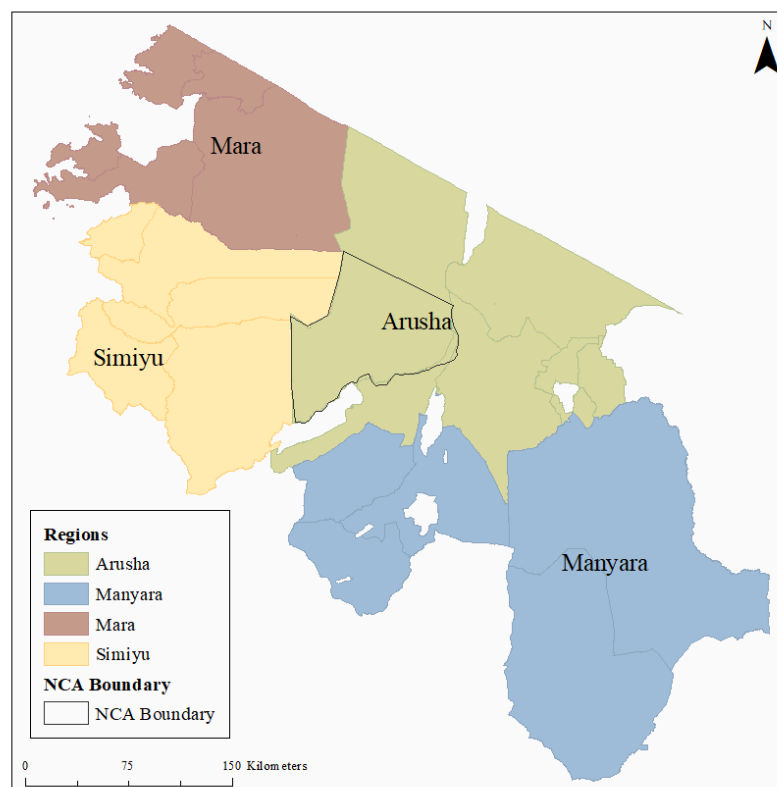 N
Mara
Arusha
Simiyu
Manyara
Regions
Arusha
Manyara
Mara
Simiyu
NCA Boundary
NCA Boundary
0 75 150 Kilometers